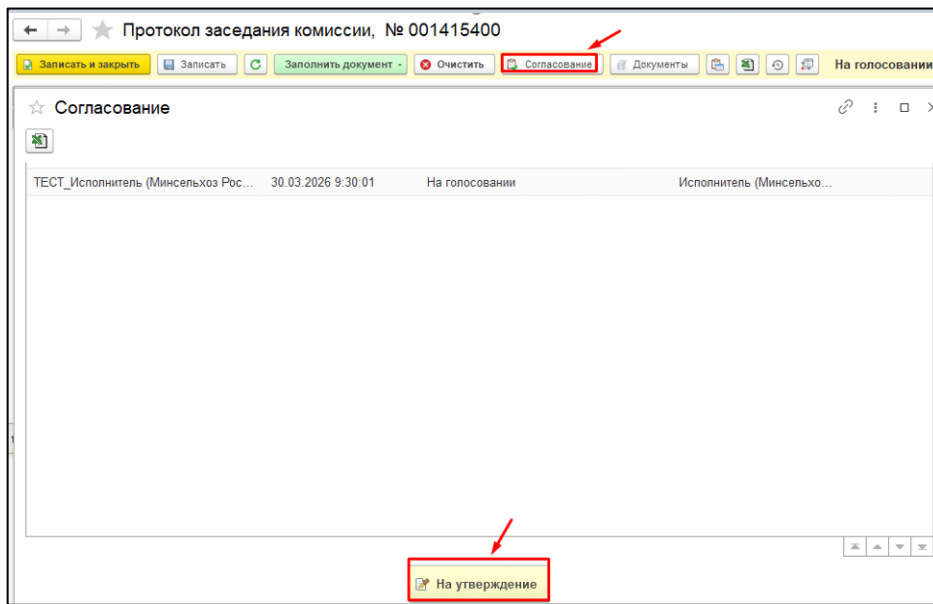 Протокол заседания комиссии, № 001415400
Записать и закрыть Записать Заполнить документ Очистить Согласование Документы На голосовании
Согласование
ТЕСТ_Исполнитель (Минсельхоз Рос... 30.03.2026 9:30:01 На голосовании Исполнитель (Минсельхо...
1
На утверждение